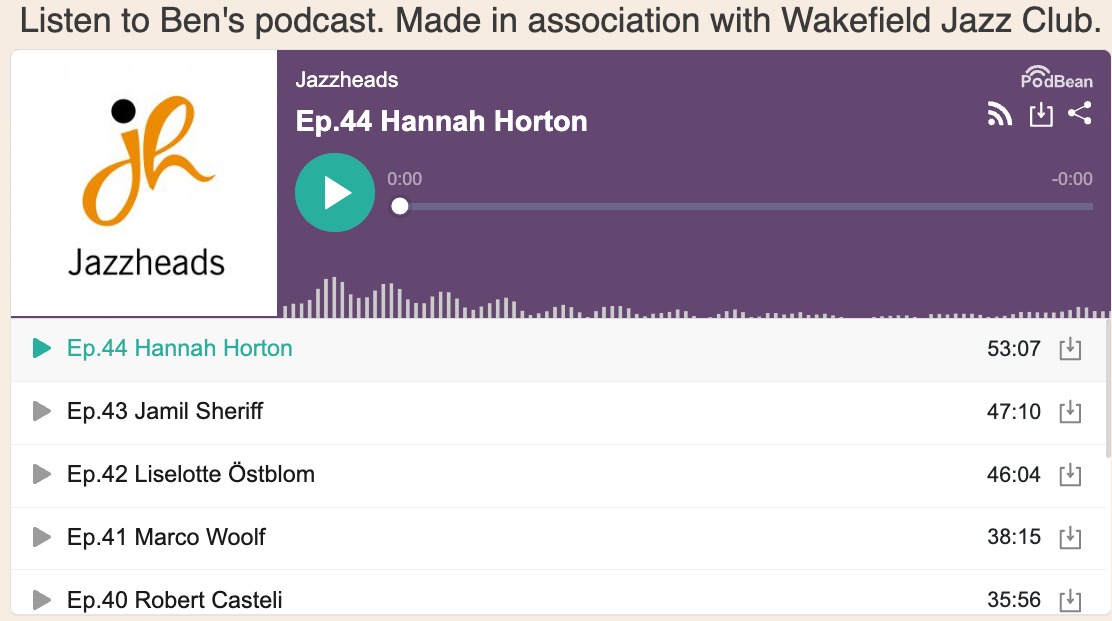 Listen to Ben's podcast. Made in association with Wakefield Jazz Club.
jh
Jazzheads
Jazzheads
PodBean
Ep.44 Hannah Horton
0:00
-0:00
Ep.44 Hannah Horton 53:07
Ep.43 Jamil Sheriff 47:10
Ep.42 Liselotte Östblom 46:04
Ep.41 Marco Woolf 38:15
Ep.40 Robert Casteli 35:56